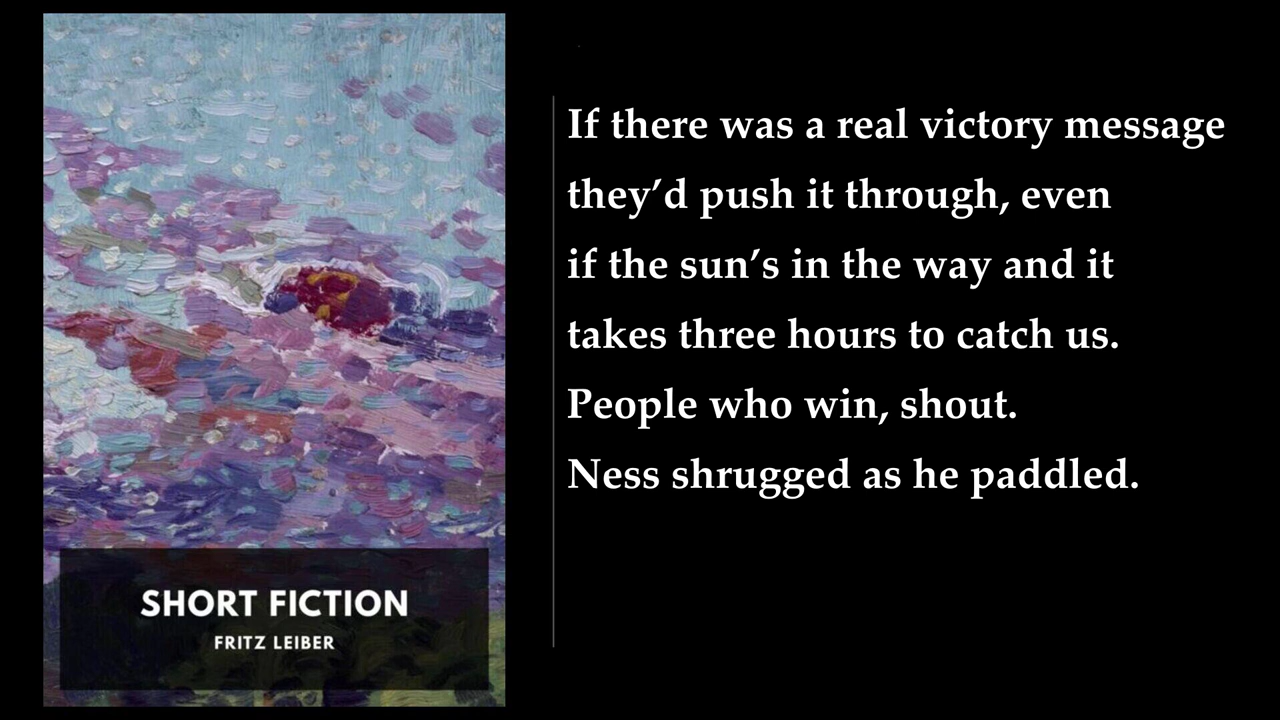 SHORT FICTION
FRITZ LEIBER
If there was a real victory message
they’d push it through, even
if the sun’s in the way and it
takes three hours to catch us.
People who win, shout.
Ness shrugged as he paddled.